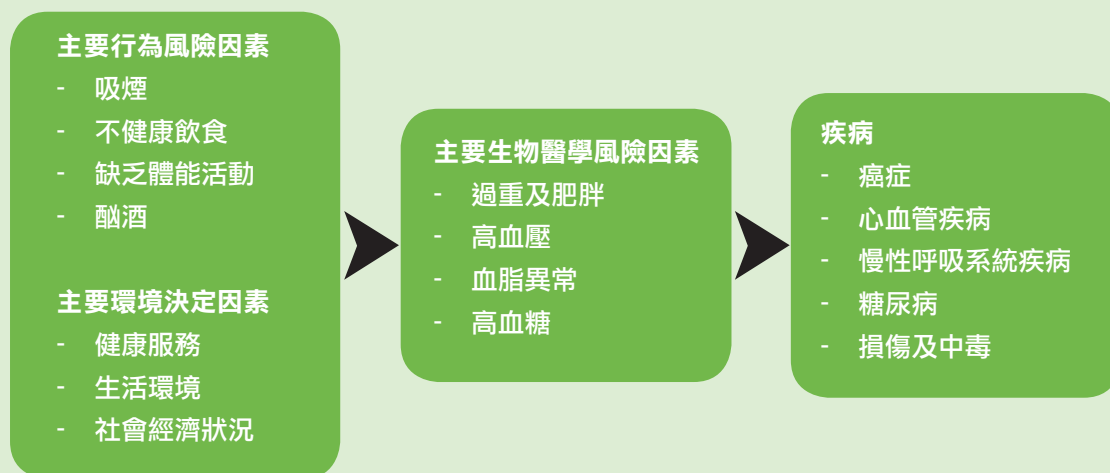 主要行為風險因素
- 吸煙
- 不健康飲食
- 缺乏體能活動
- 酗酒
主要環境決定因素
- 健康服務
- 生活環境
- 社會經濟狀況
主要生物醫學風險因素
- 過重及肥胖
- 高血壓
- 血脂異常
- 高血糖
疾病
- 癌症
- 心血管疾病
- 慢性呼吸系統疾病
- 糖尿病
- 損傷及中毒